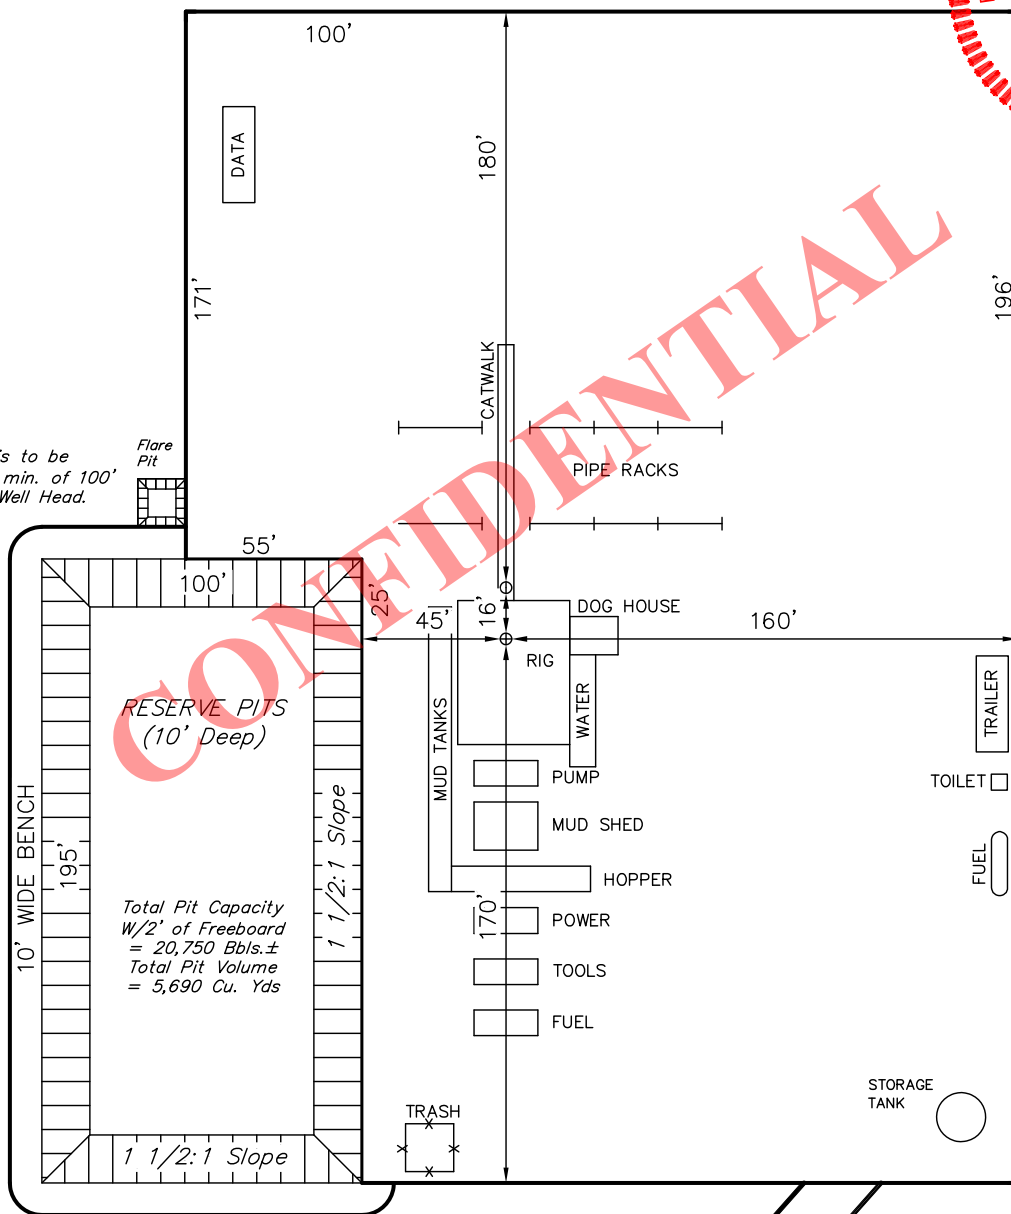 100'
DATA
180'
171'
196'
CATWALK
PIPE RACKS
Flare
Pit
is to be
min. of 100'
Well Head.
55'
100'
25'
45'
16'
DOG HOUSE
160'
RIG
RESERVE PITS
(10' Deep)
MUD TANKS
WATER
TRAILER
PUMP
TOILET
MUD SHED
10' WIDE BENCH
195'
1 1/2:1 Slope
FUEL
HOPPER
Total Pit Capacity
W/2' of Freeboard
= 20,750 Bbls.±
Total Pit Volume
= 5,690 Cu. Yds
170'
POWER
TOOLS
FUEL
STORAGE
TANK
TRASH
1 1/2:1 Slope
CONFIDENTIAL